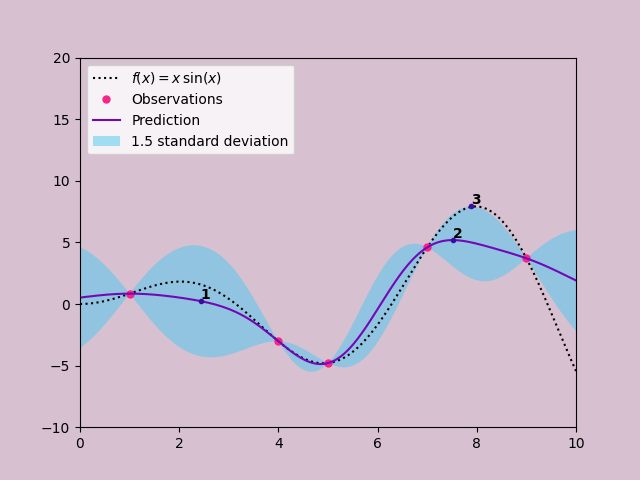 20
15
10
5
0
−5
−10
f(x) = x sin(x)
Observations
Prediction
1.5 standard deviation
1
2
3
0 2 4 6 8 10